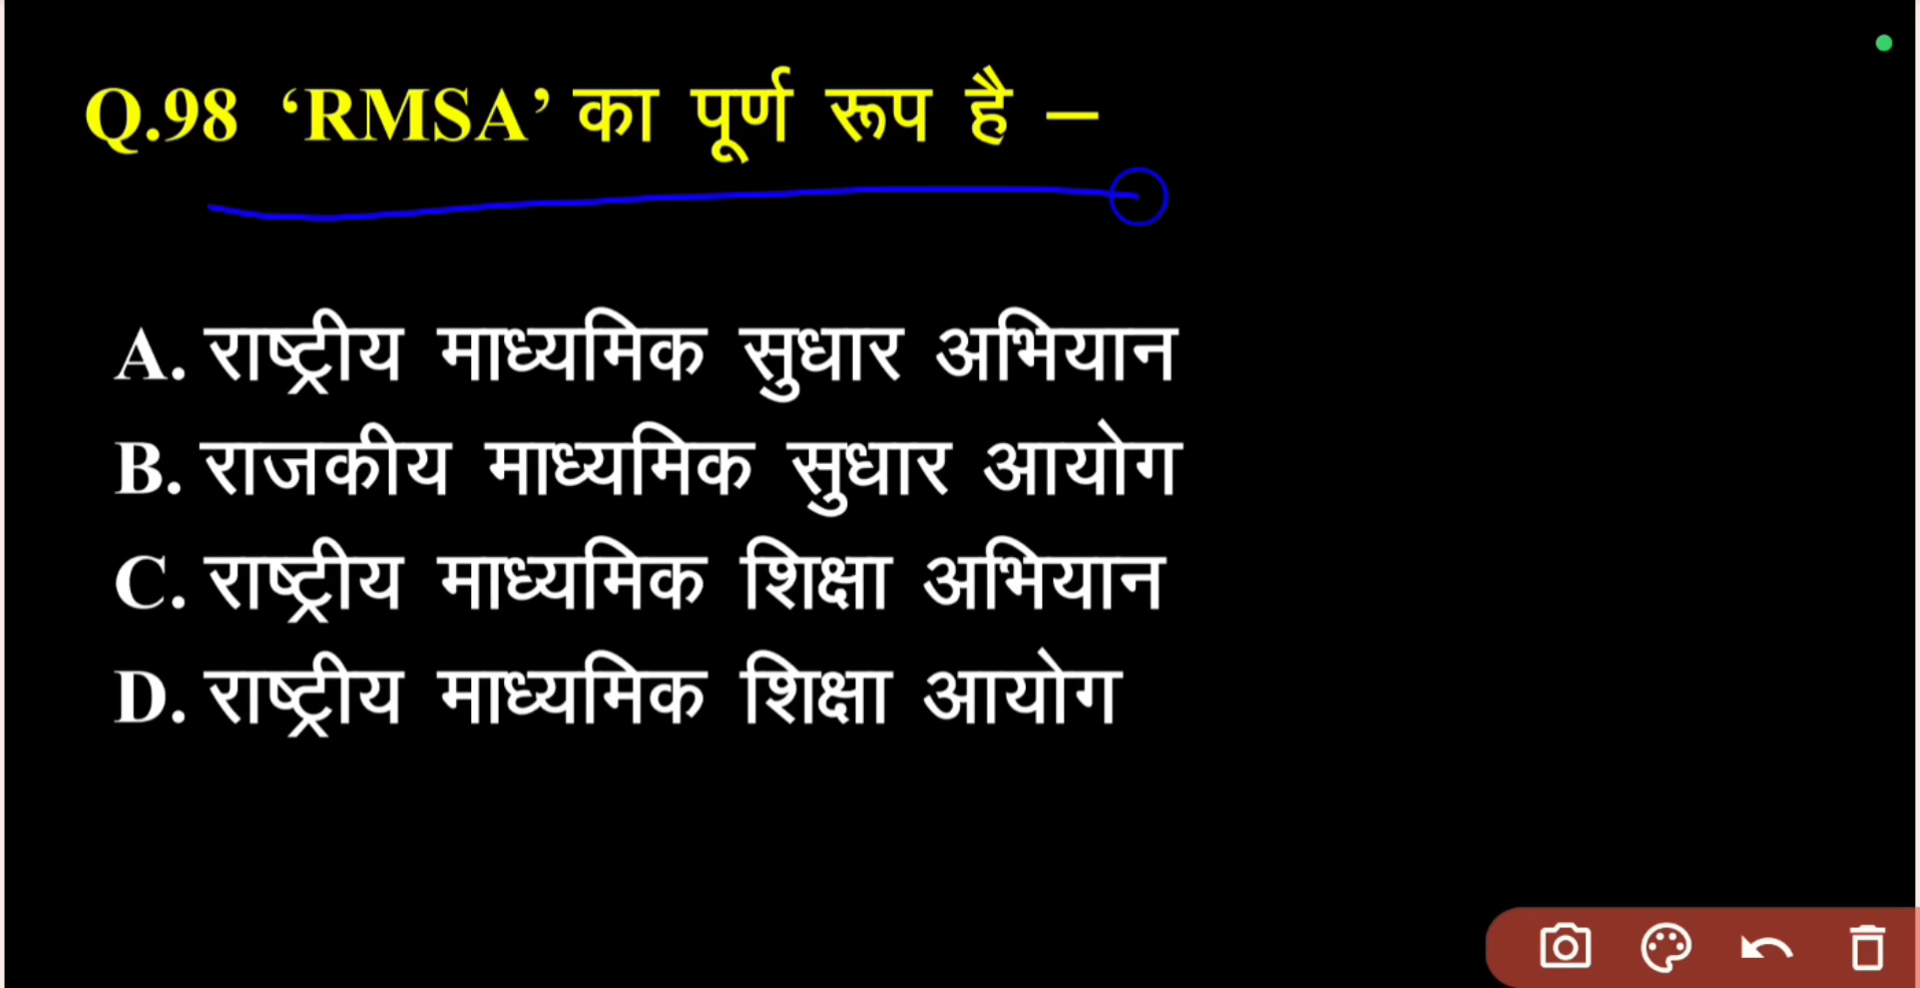 Q.98 ‘RMSA’ का पूर्ण रूप है –
A. राष्ट्रीय माध्यमिक सुधार अभियान
B. राजकीय माध्यमिक सुधार आयोग
C. राष्ट्रीय माध्यमिक शिक्षा अभियान
D. राष्ट्रीय माध्यमिक शिक्षा आयोग